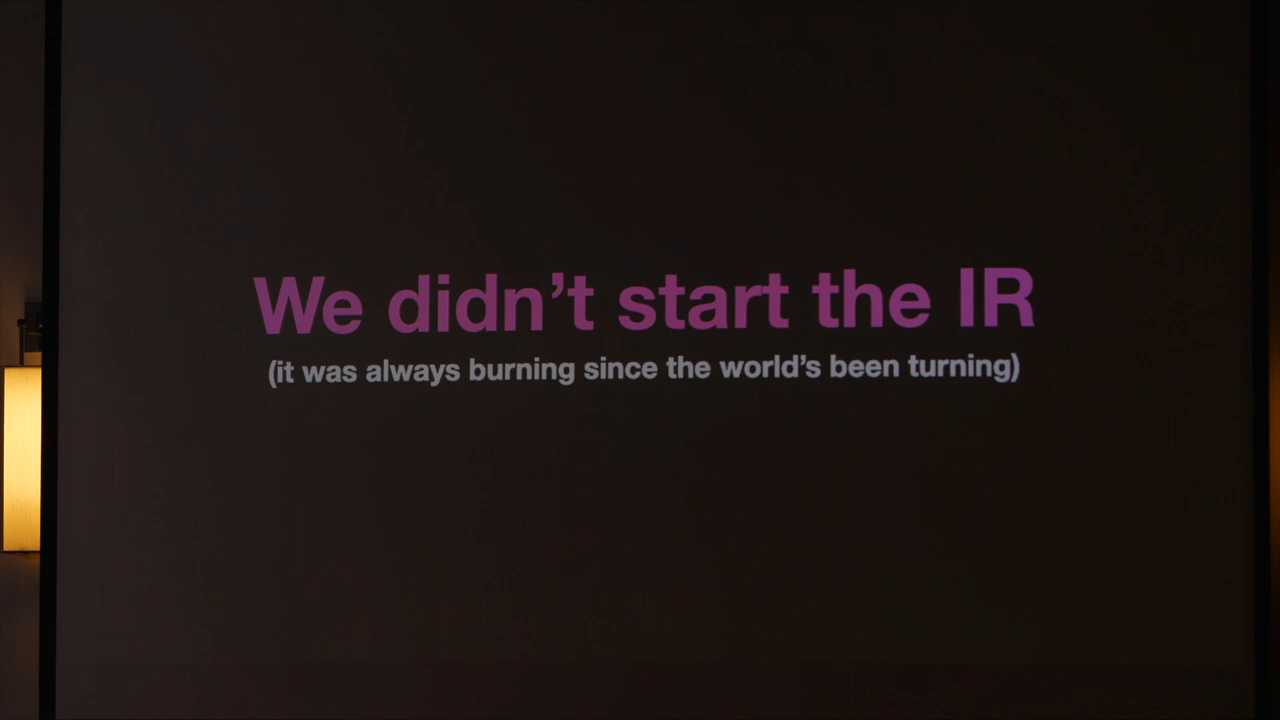 We didn’t start the IR
(it was always burning since the world’s been turning)